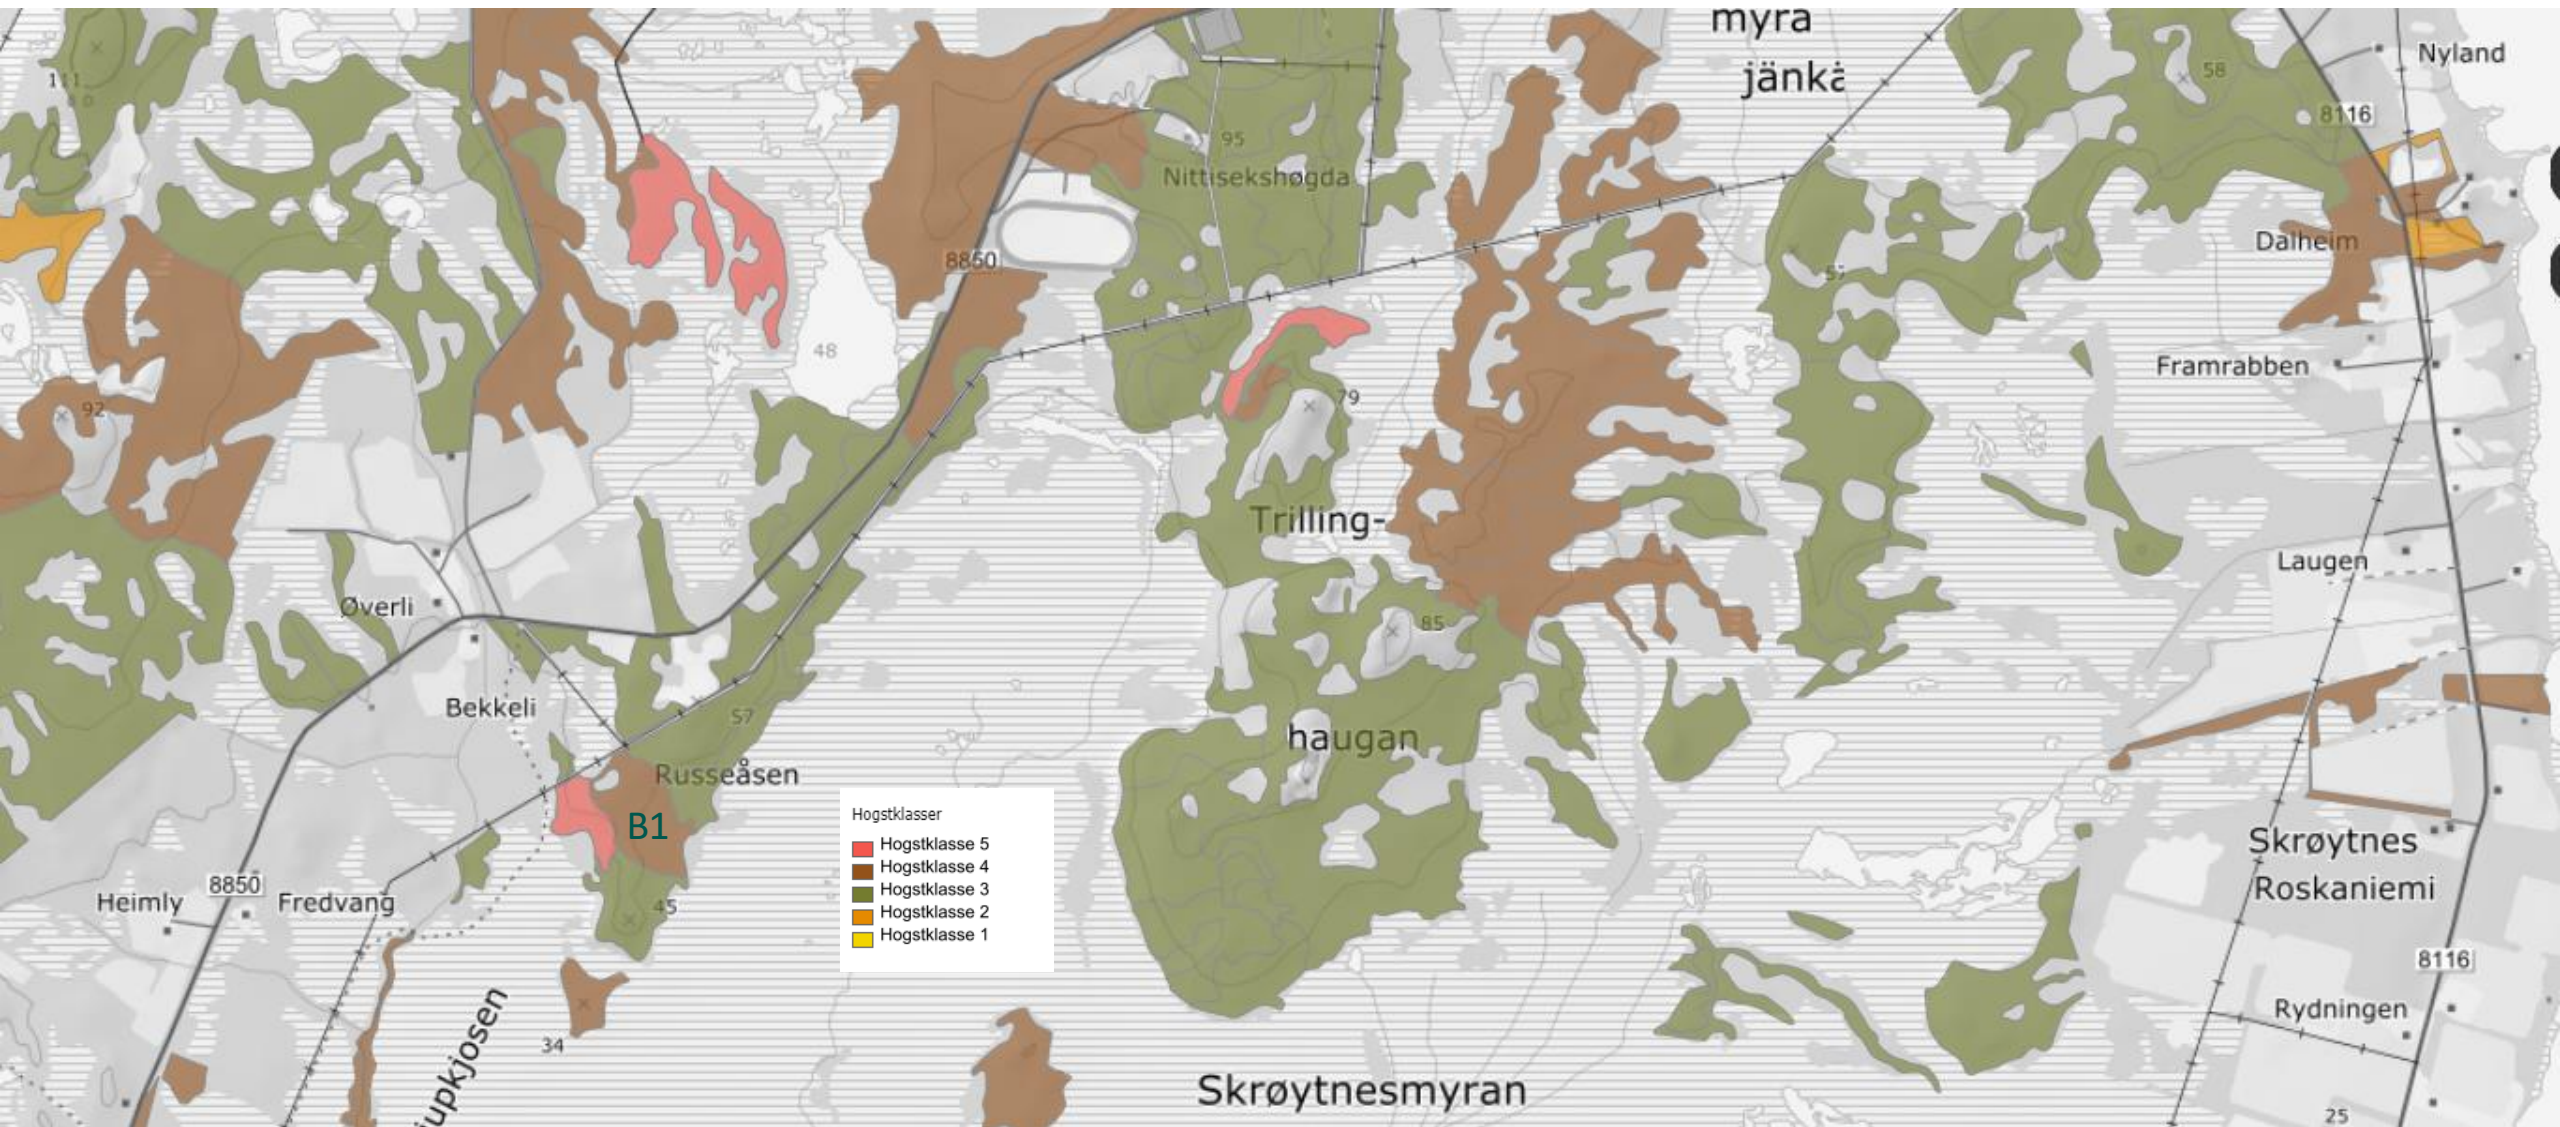 myra
jänkä
Nyland
58
111
8116
95
Nittisekshøgda
Dalheim
8850
57
48
Framrabben
92
79
Trilling-
Laugen
Øverli
85
Bekkeli
57
haugan
Russeåsen
B1
Hogstklasser
Hogstklasse 5
Hogstklasse 4
Hogstklasse 3
Hogstklasse 2
Hogstklasse 1
Skrøytnes
Roskaniemi
8850
Heimly
Fredvang
45
8116
Rydningen
34
jupkjosen
Skrøytnesmyran
25